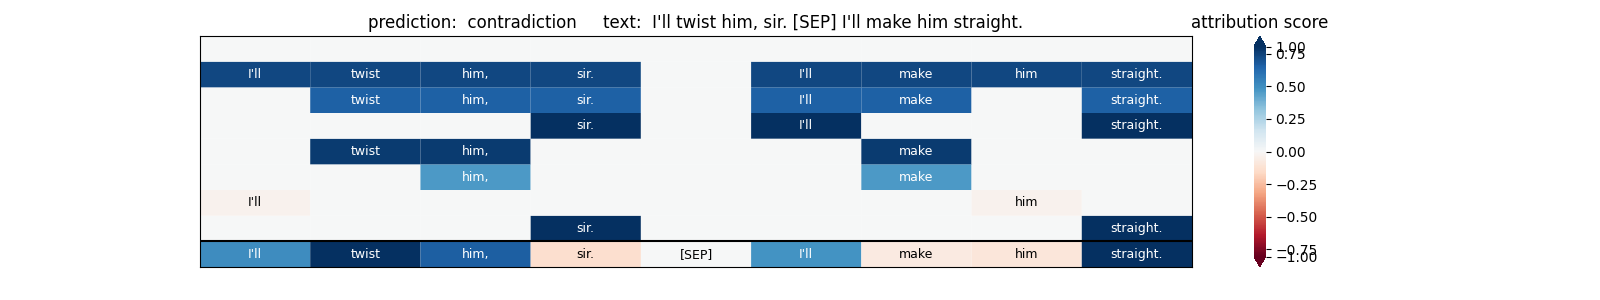 prediction:  contradiction     text:  I'll twist him, sir. [SEP] I'll make him straight.
attribution score
I'll twist him, sir. I'll make him straight.
twist him, sir. I'll make straight.
sir. I'll straight.
twist him, make
him, make
I'll him
sir. straight.
I'll twist him, sir. [SEP] I'll make him straight.
1.00
0.75
0.50
0.25
0.00
−0.25
−0.50
−0.75
−1.00